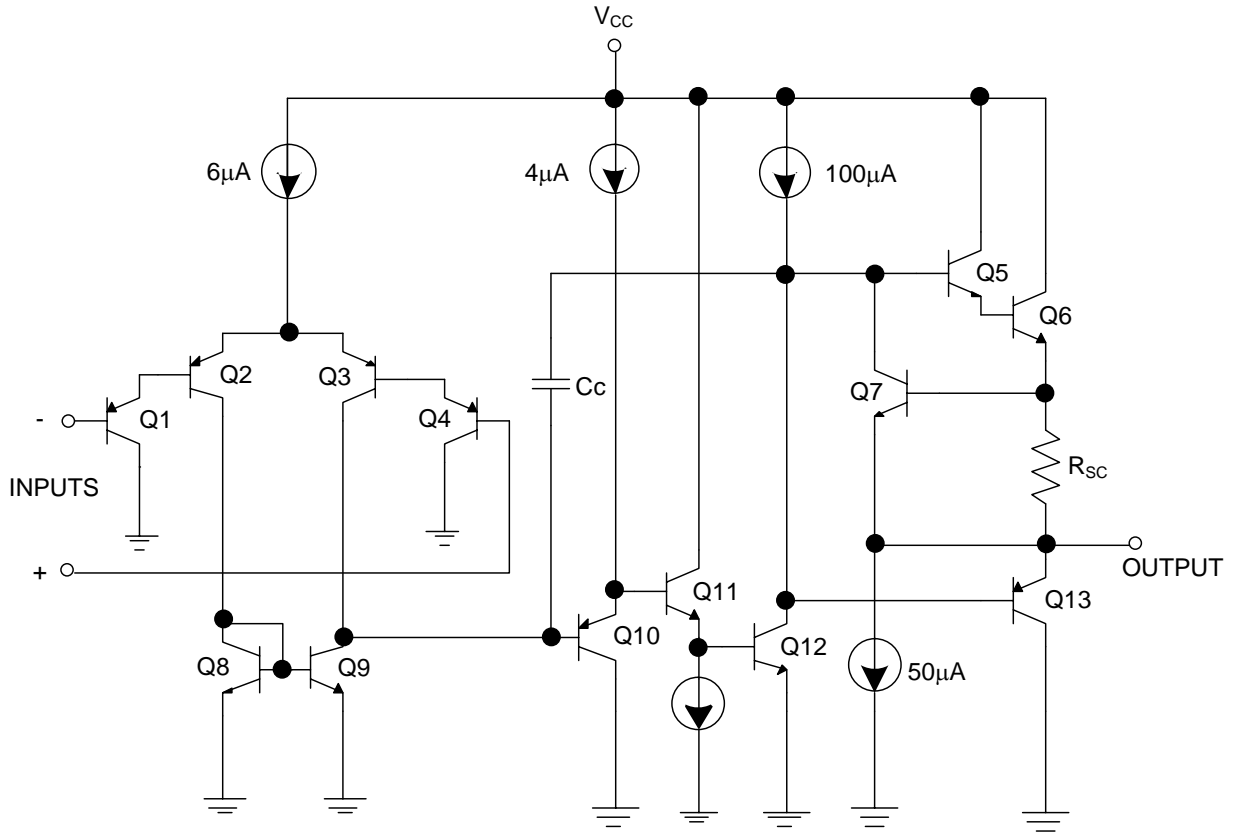 VCC
6μA
4μA
100μA
Q5
Q6
Q2
Q3
Cc
Q7
-
Q1
Q4
INPUTS
RSC
+
OUTPUT
Q11
Q13
Q10
Q12
Q8
Q9
50μA